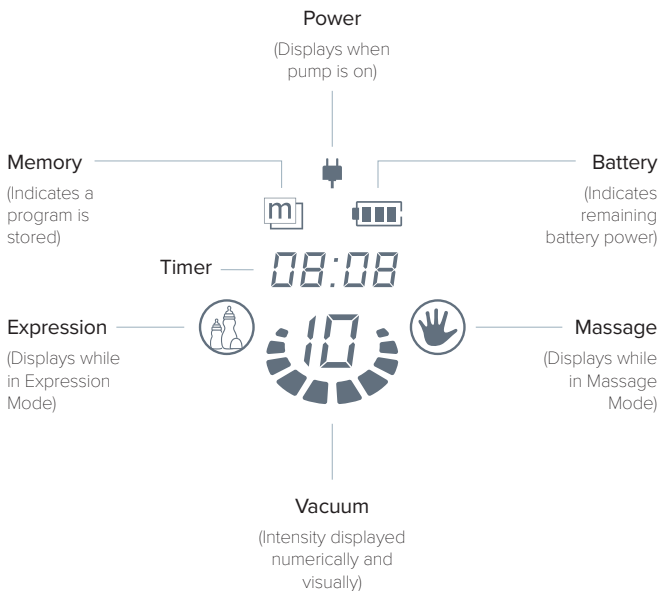 Power
(Displays when
pump is on)
Memory
(Indicates a
program is
stored)
Battery
(Indicates
remaining
battery power)
m
Timer
08:08
Expression
(Displays while
in Expression
Mode)
10
Massage
(Displays while
in Massage
Mode)
Vacuum
(Intensity displayed
numerically and
visually)